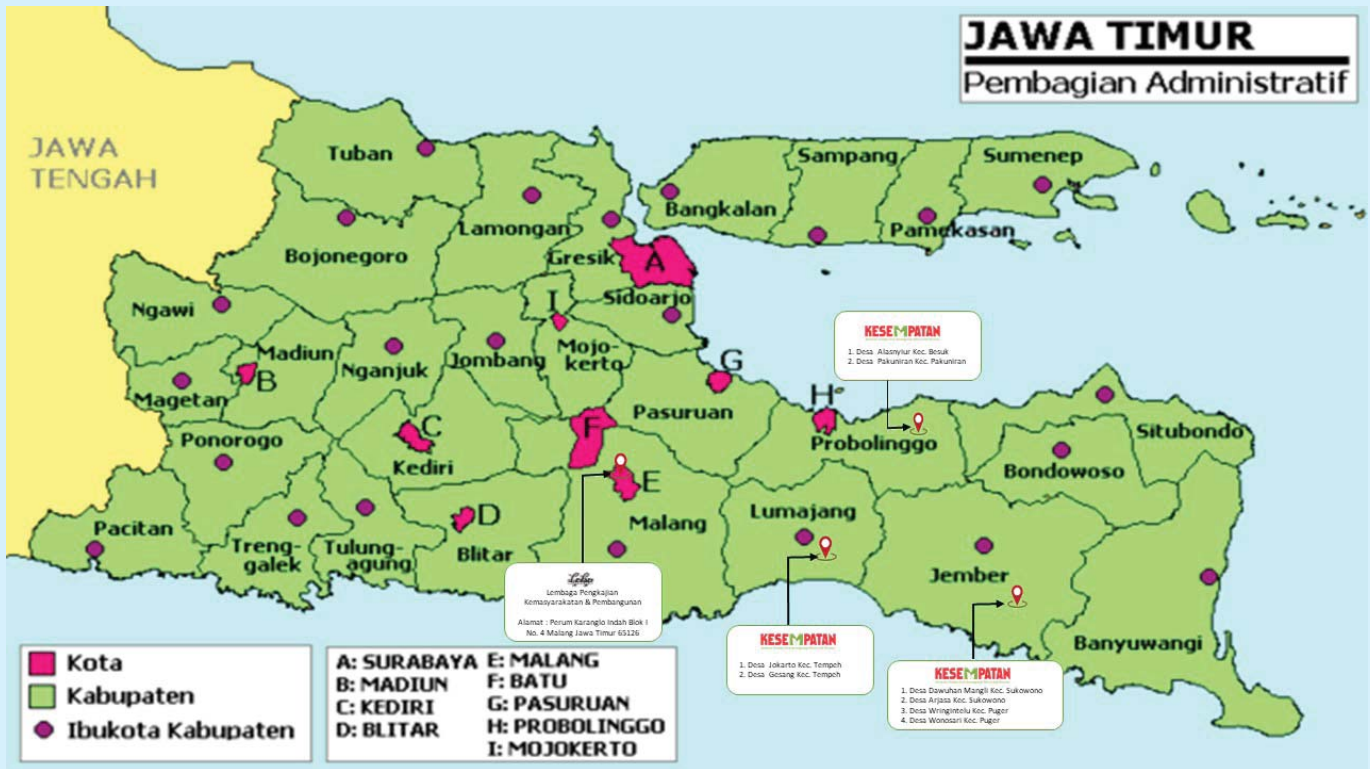 JAWA TIMUR
Pembagian Administratif
JAWA
TENGAH
Tuban
Sampang
Sumenep
Bangkalan
Lamongan
Pamekasan
Bojonegoro
Gresik
A
Ngawi
I
Sidoarjo
KESEMPATAN
1. Desa Alasnyiur Kec. Besuk
2. Desa Pakuniran Kec. Pakuniran
Madiun
Nganjuk
Jombang
Mojo-
kerto
G
B
Magetan
H
Pasuruan
Ponorogo
C
F
Probolinggo
Situbondo
Kediri
Bondowoso
E
Pacitan
D
Malang
Lumajang
Treng-
galek
Tulung-
agung
Blitar
Jember
Banyuwangi
Lembaga Pengkajian
Kemasyarakatan & Pembangunan
Alamat : Perum Karanglo Indah Blok I
No. 4 Malang Jawa Timur 65126
KESEMPATAN
1. Desa Jokarto Kec. Tempeh
2. Desa Gesang Kec. Tempeh
KESEMPATAN
1. Desa Dawuhan Mangli Kec. Sukowono
2. Desa Arjasa Kec. Sukowono
3. Desa Wringintelu Kec. Puger
4. Desa Wonosari Kec. Puger
Kota
Kabupaten
Ibukota Kabupaten
A: SURABAYA E: MALANG
B: MADIUN F: BATU
C: KEDIRI G: PASURUAN
D: BLITAR H: PROBOLINGGO
I: MOJOKERTO